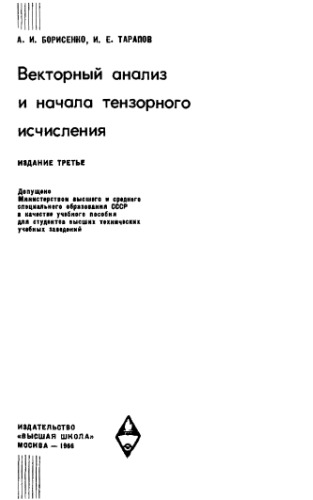 А. И. БОРИСЕНКО, И. Е. ТАРАПОВ
Векторный анализ
и начала тензорного
исчисления
ИЗДАНИЕ ТРЕТЬЕ
Допущено
Министерством высшего и среднего
специального образования СССР
в качестве учебного пособия
для студентов высших технических
учебных заведений
ИЗДАТЕЛЬСТВО
«ВЫСШАЯ ШКОЛА»
МОСКВА — 1966